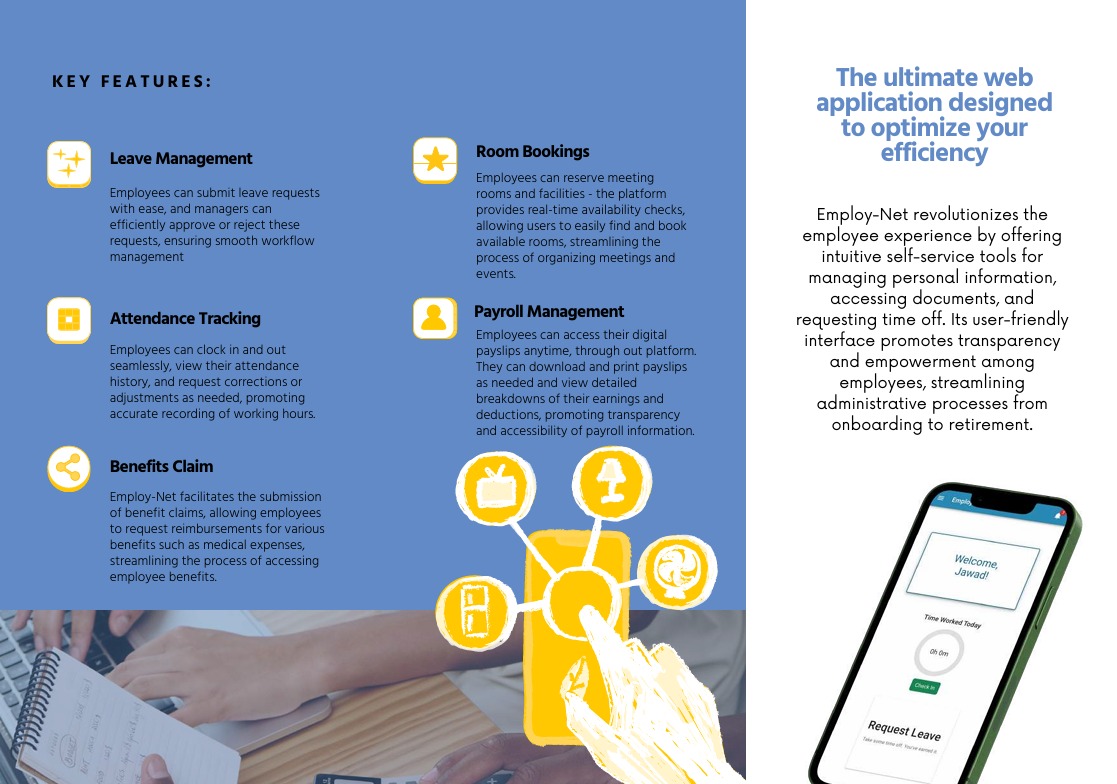 KEY FEATURES:
Leave Management
Employees can submit leave requests
with ease, and managers can
efficiently approve or reject these
requests, ensuring smooth workflow
management
Attendance Tracking
Employees can clock in and out
seamlessly, view their attendance
history, and request corrections or
adjustments as needed, promoting
accurate recording of working hours.
Benefits Claim
Employ-Net facilitates the submission
of benefit claims, allowing employees
to request reimbursements for various
benefits such as medical expenses,
streamlining the process of accessing
employee benefits.
Room Bookings
Employees can reserve meeting
rooms and facilities - the platform
provides real-time availability checks,
allowing users to easily find and book
available rooms, streamlining the
process of organizing meetings and
events.
Payroll Management
Employees can access their digital
payslips anytime, through out platform.
They can download and print payslips
as needed and view detailed
breakdowns of their earnings and
deductions, promoting transparency
and accessibility of payroll information.
The ultimate web
application designed
to optimize your
efficiency
Employ-Net revolutionizes the
employee experience by offering
intuitive self-service tools for
managing personal information,
accessing documents, and
requesting time off. Its user-friendly
interface promotes transparency
and empowerment among
employees, streamlining
administrative processes from
onboarding to retirement.
Welcome,
Jawad!
Time Worked Today
0h 0m
Check In
Request Leave
Take some time off. You've earned it